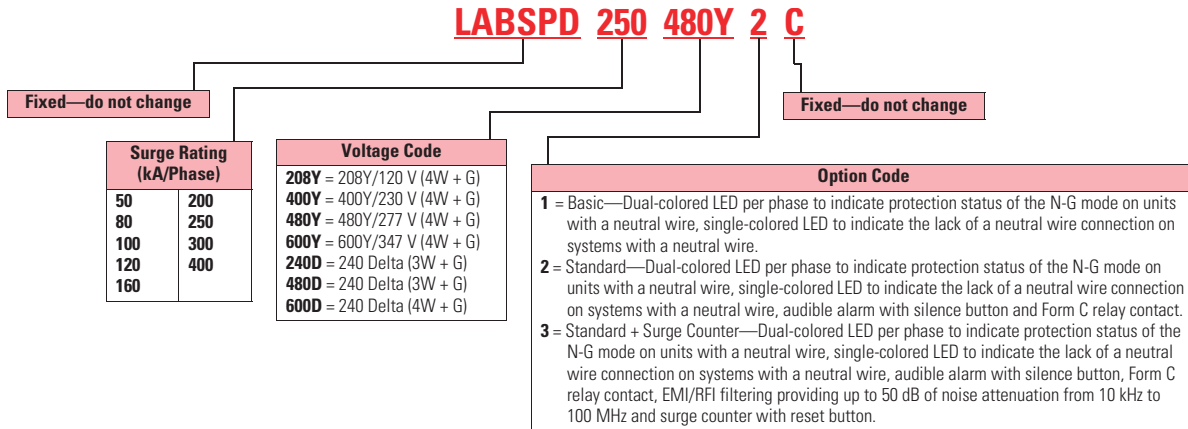 LABSPD 250 480Y 2 C
Fixed—do not change
Fixed—do not change
Surge Rating
(kA/Phase)
50 200
80 250
100 300
120 400
160
Voltage Code
208Y = 208Y/120 V (4W + G)
400Y = 400Y/230 V (4W + G)
480Y = 480Y/277 V (4W + G)
600Y = 600Y/347 V (4W + G)
240D = 240 Delta (3W + G)
480D = 240 Delta (3W + G)
600D = 240 Delta (4W + G)
Option Code
1 = Basic—Dual-colored LED per phase to indicate protection status of the N-G mode on units
with a neutral wire, single-colored LED to indicate the lack of a neutral wire connection on
systems with a neutral wire.
2 = Standard—Dual-colored LED per phase to indicate protection status of the N-G mode on
units with a neutral wire, single-colored LED to indicate the lack of a neutral wire connection
on systems with a neutral wire, audible alarm with silence button and Form C relay contact.
3 = Standard + Surge Counter—Dual-colored LED per phase to indicate protection status of the
N-G mode on units with a neutral wire, single-colored LED to indicate the lack of a neutral
wire connection on systems with a neutral wire, audible alarm with silence button, Form C
relay contact, EMI/RFI filtering providing up to 50 dB of noise attenuation from 10 kHz to
100 MHz and surge counter with reset button.